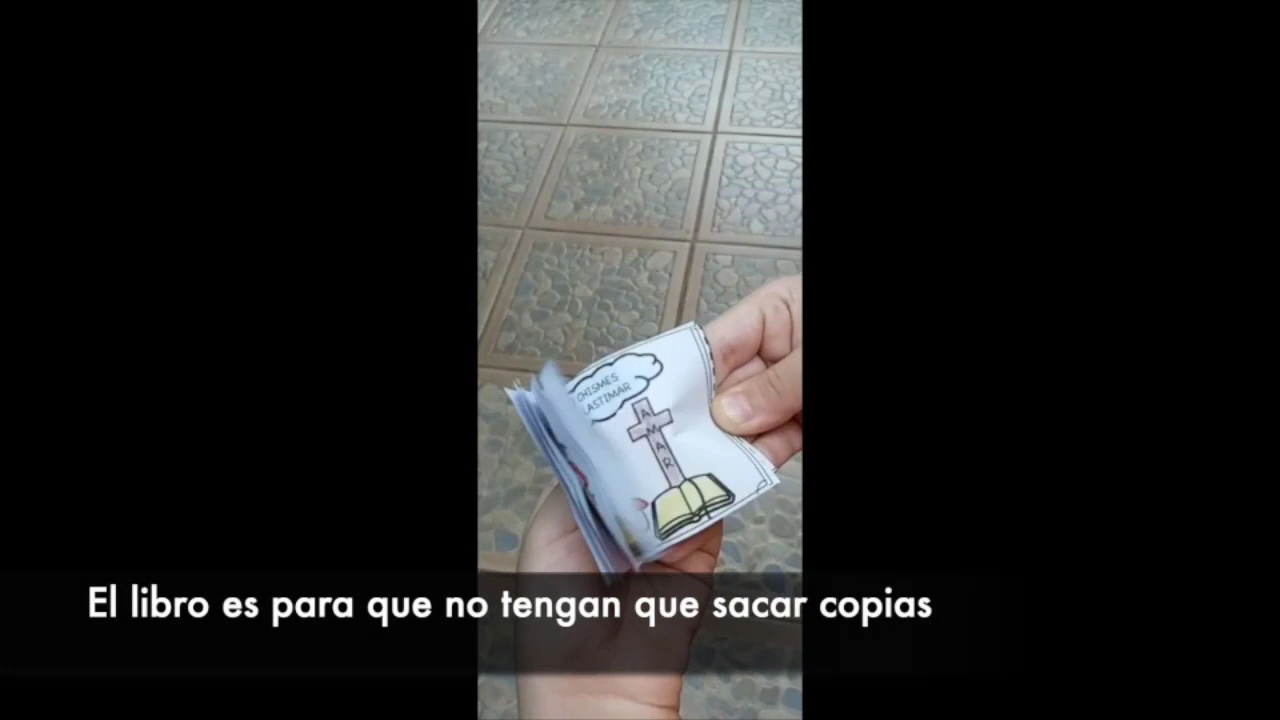 CHISMES
LASTIMAR
AMAR
El libro es para que no tengan que sacar copias